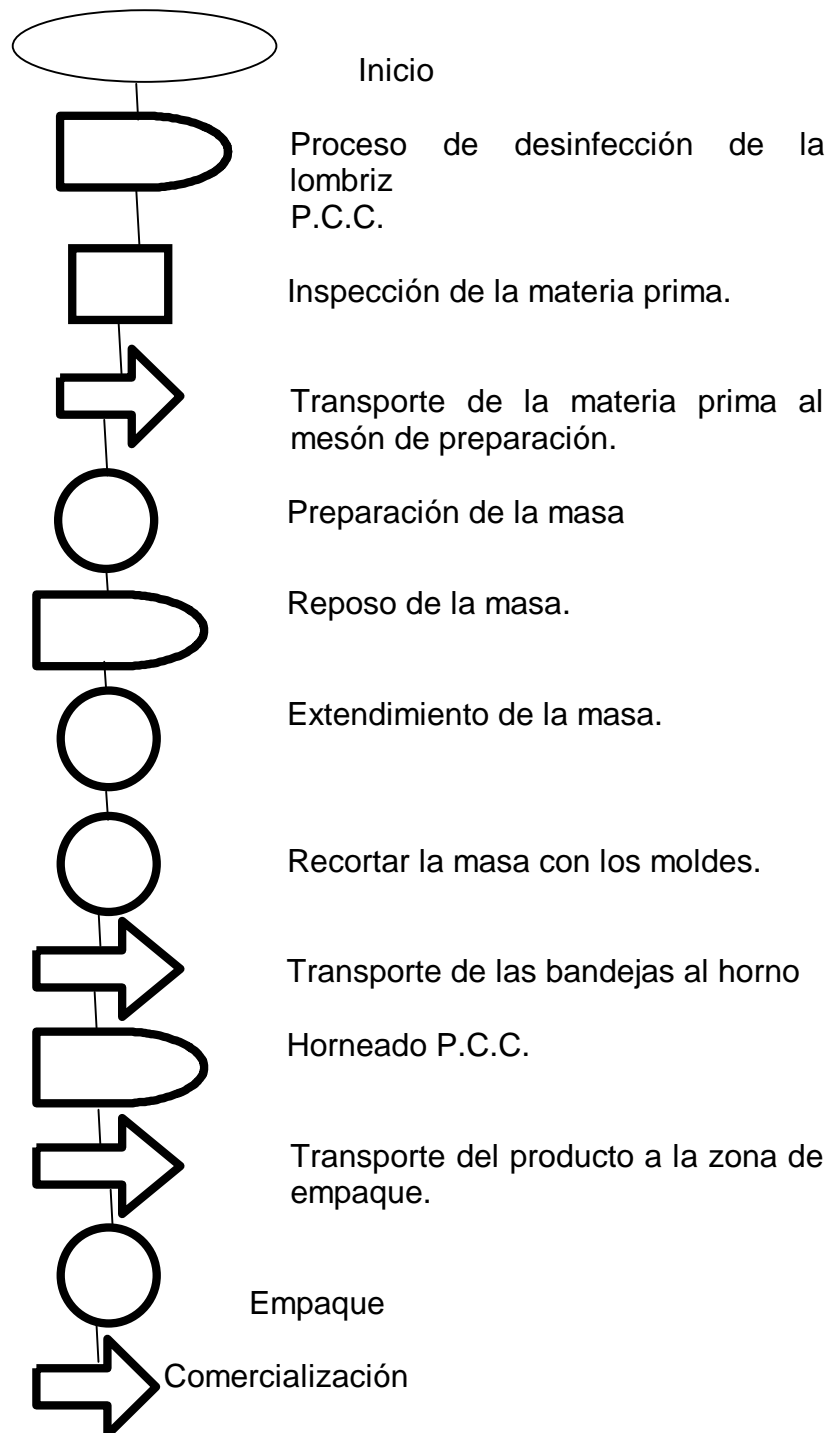 Inicio
Proceso de desinfección de la
lombriz
P.C.C.
Inspección de la materia prima.
Transporte de la materia prima al
mesón de preparación.
Preparación de la masa
Reposo de la masa.
Extendimiento de la masa.
Recortar la masa con los moldes.
Transporte de las bandejas al horno
Horneado P.C.C.
Transporte del producto a la zona de
empaque.
Empaque
Comercialización